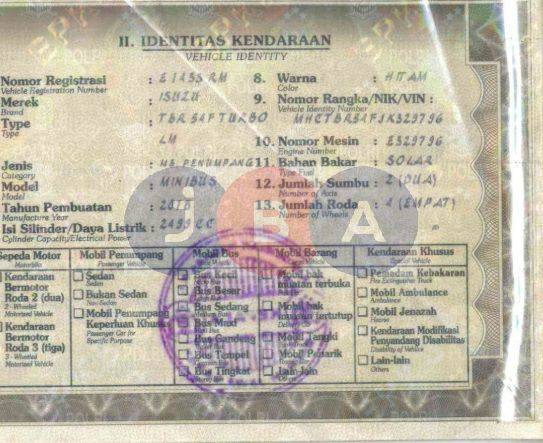 II. IDENTITAS KENDARAAN
VEHICLE IDENTITY
Nomor Registrasi : E 1455 RM
Vehicle Registration Number
Merek : ISUZU
Brand
Type : TBR 54F TURBO
Type
LM
Jenis : MB. PENUMPANG
Category
Model : MINIBUS
Model
Tahun Pembuatan : 2018
Manufacture Year
Isi Silinder/Daya Listrik : 2499 CC
Cylinder Capacity/Electrical Power
8. Warna : HITAM
Color
9. Nomor Rangka/NIK/VIN :
Vehicle Identity Number
MHCTBR54FJK329796
10. Nomor Mesin : E329796
Engine Number
11. Bahan Bakar : SOLAR
Type Fuel
12. Jumlah Sumbu : 2 (DUA)
Number of Axle
13. Jumlah Roda : 4 (EMPAT)
Number of Wheels
JBA
Sepeda Motor
Motorbike
Kendaraan
Bermotor
Roda 2 (dua)
2 - Wheeled
Motorized Vehicle
Kendaraan
Bermotor
Roda 3 (tiga)
3 - Wheeled
Motorized Vehicle
Mobil Penumpang
Passenger Vehicle
Sedan
Sedan
Bukan Sedan
Non-Sedan
Mobil Penumpang
Keperluan Khusus
Passenger Car for
Specific Purpose
Mobil Bus
Bus Kecil
Bus Besar
Bus Sedang
Bus Maxi
Bus Gandeng
Bus Tempel
Bus Tingkat
Mobil Barang
Mobil bak
muatan terbuka
Mobil bak
muatan tertutup
Mobil Tangki
Mobil Penarik
Lain-lain
Kendaraan Khusus
Special Vehicle
Pemadam Kebakaran
Fire Extinguisher Truck
Mobil Ambulance
Ambulance
Mobil Jenazah
Hearse
Kendaraan Modifikasi
Penyandang Disabilitas
Disability of Vehicle
Lain-lain
Others